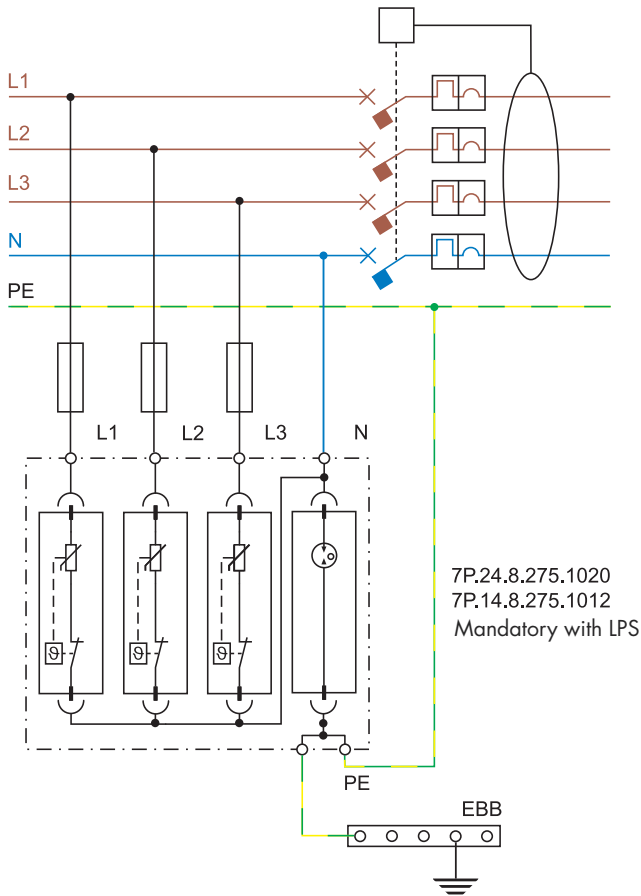 L1
L2
L3
N
PE
L1 L2 L3 N
ϑ ϑ ϑ
7P.24.8.275.1020
7P.14.8.275.1012
Mandatory with LPS
PE
EBB